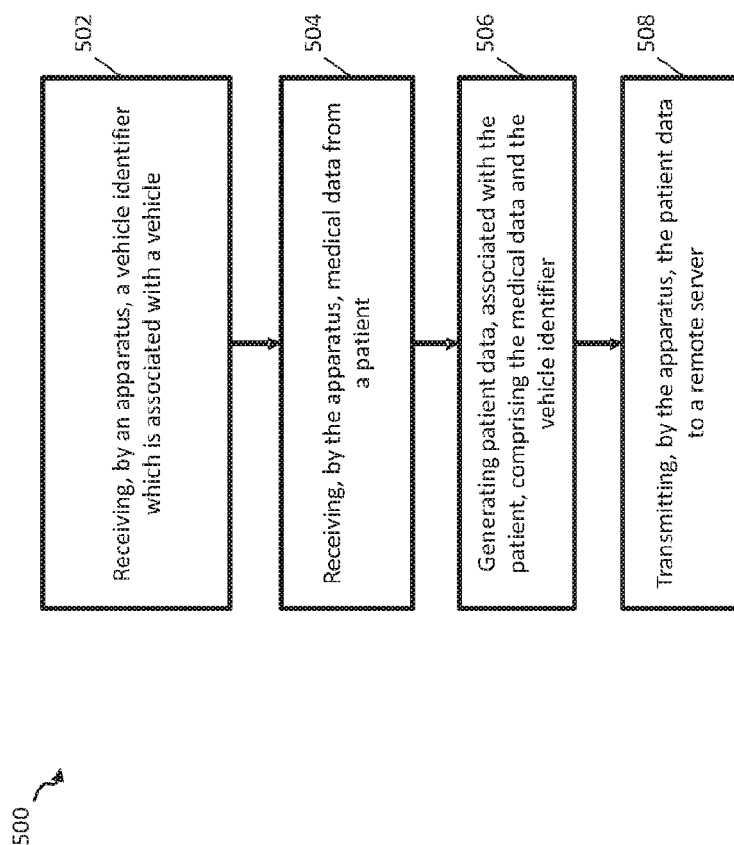 500
502
Receiving, by an apparatus, a vehicle identifier
which is associated with a vehicle
504
Receiving, by the apparatus, medical data from
a patient
506
Generating patient data, associated with the
patient, comprising the medical data and the
vehicle identifier
508
Transmitting, by the apparatus, the patient data
to a remote server